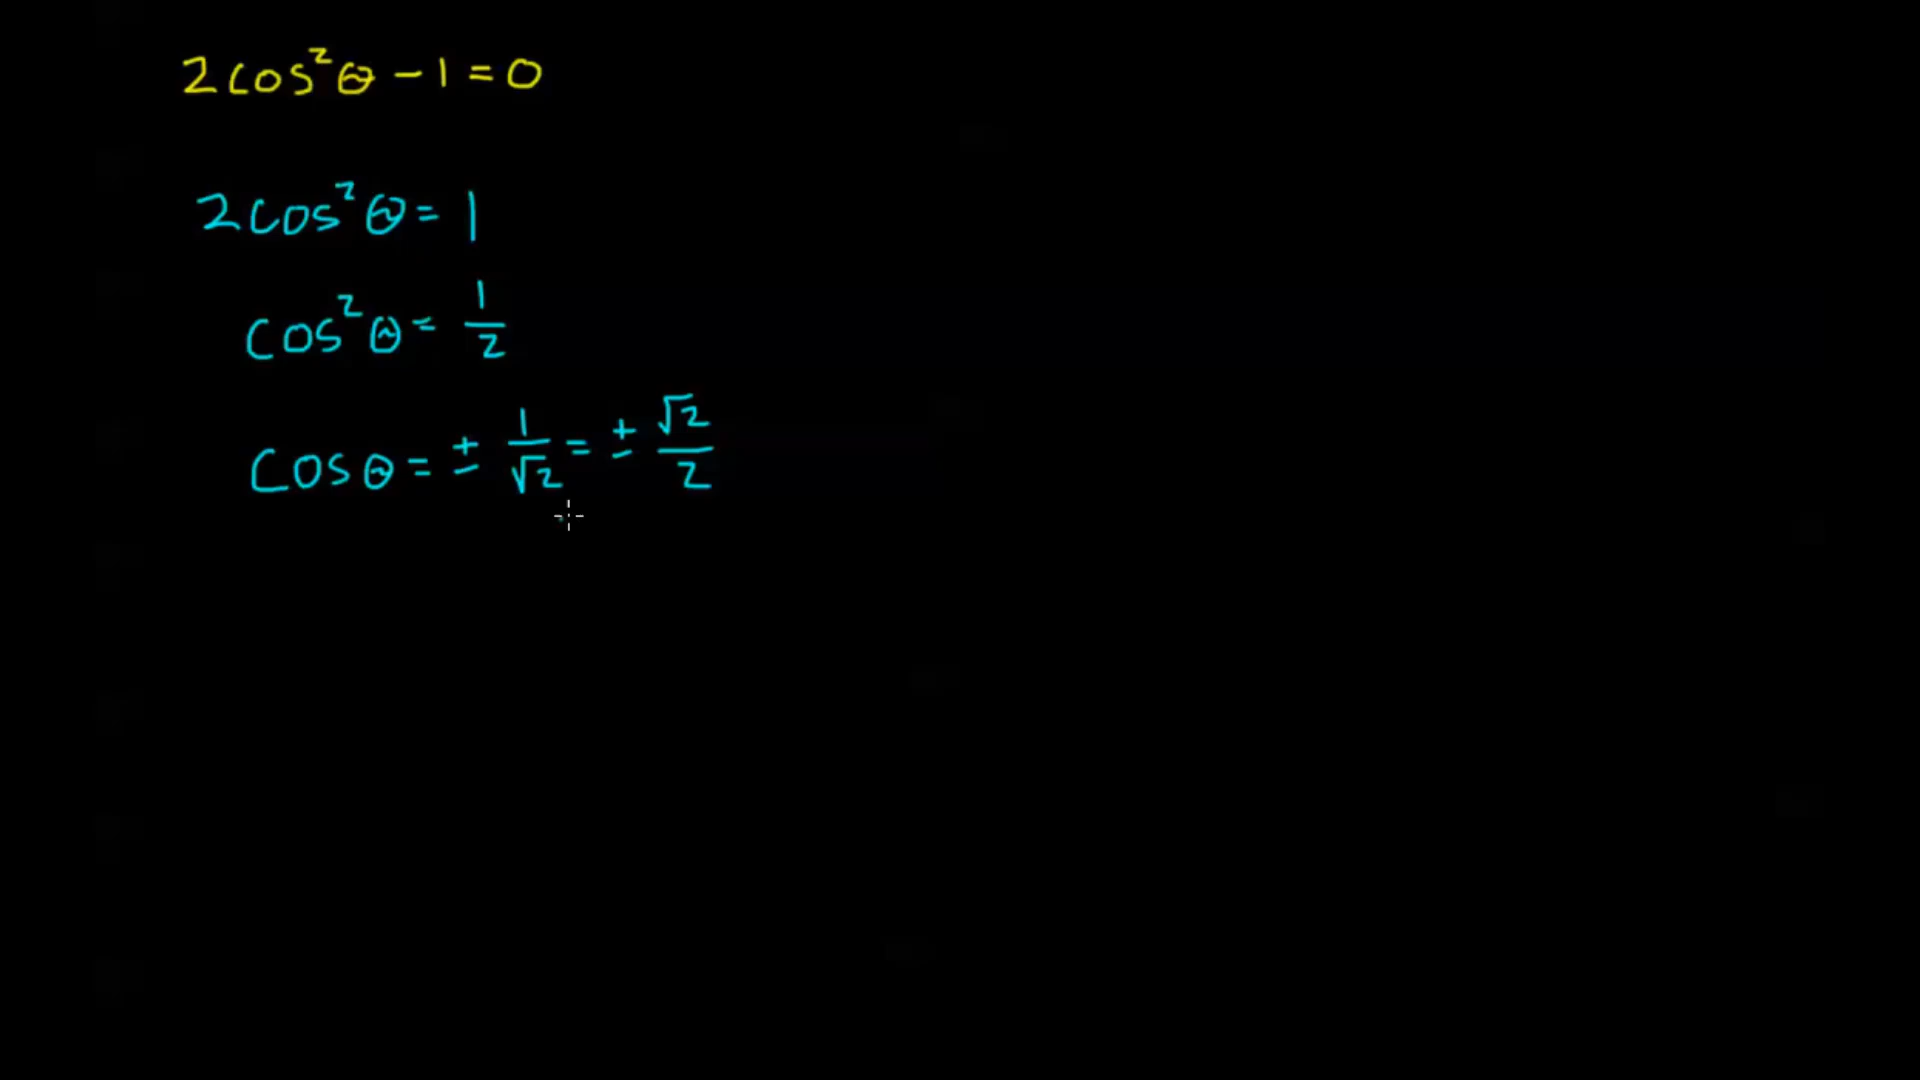 2cos²θ - 1 = 0
2cos²θ = 1
cos²θ = 1/2
cosθ = ± 1/√2 = ± √2/2